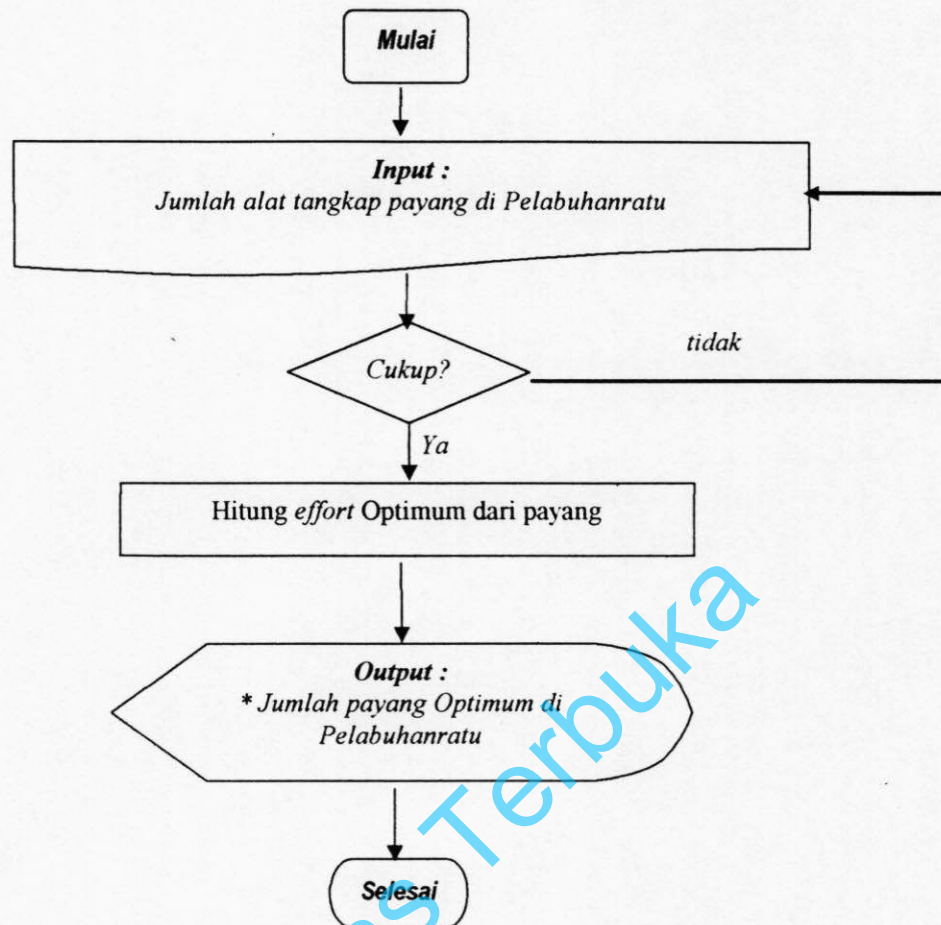 Mulai
Input :
Jumlah alat tangkap payang di Pelabuhanratu
Cukup?
tidak
Ya
Hitung effort Optimum dari payang
Output :
* Jumlah payang Optimum di
Pelabuhanratu
Selesai
s Terbuka